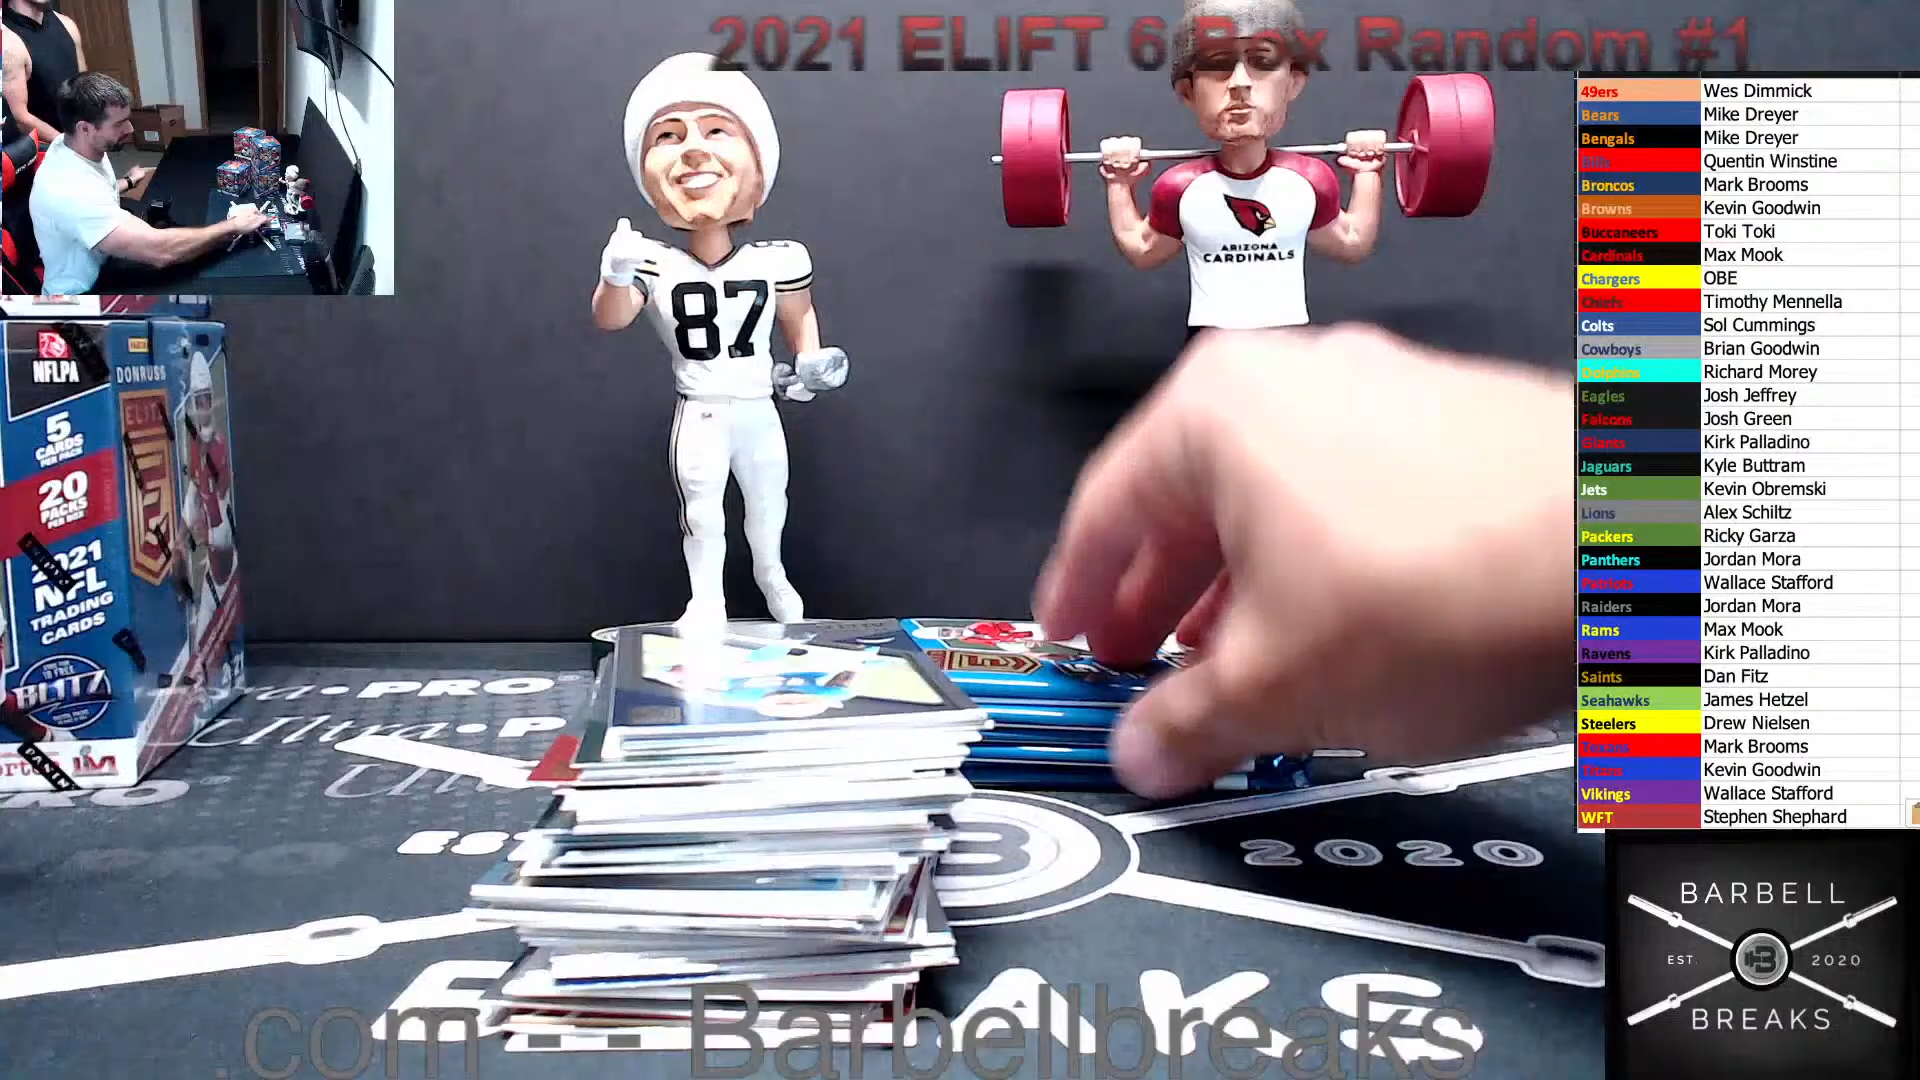 2021 ELIFT 6 Box Random #1
49ers Wes Dimmick
Bears Mike Dreyer
Bengals Mike Dreyer
Bills Quentin Winstine
Broncos Mark Brooms
Browns Kevin Goodwin
Buccaneers Toki Toki
Cardinals Max Mook
Chargers OBE
Chiefs Timothy Mennella
Colts Sol Cummings
Cowboys Brian Goodwin
Dolphins Richard Morey
Eagles Josh Jeffrey
Falcons Josh Green
Giants Kirk Palladino
Jaguars Kyle Buttram
Jets Kevin Obremski
Lions Alex Schiltz
Packers Ricky Garza
Panthers Jordan Mora
Patriots Wallace Stafford
Raiders Jordan Mora
Rams Max Mook
Ravens Kirk Palladino
Saints Dan Fitz
Seahawks James Hetzel
Steelers Drew Nielsen
Texans Mark Brooms
Titans Kevin Goodwin
Vikings Wallace Stafford
WFT Stephen Shephard
ARIZONA
CARDINALS
87
NFLPA
DONRUSS
5
CARDS
PER PACK
20
PACKS
PER BOX
2021
NFL
TRADING
CARDS
BLITZ
PRO
2020
.com - - Barbellbreaks
BARBELL
EST. B 2020
BREAKS